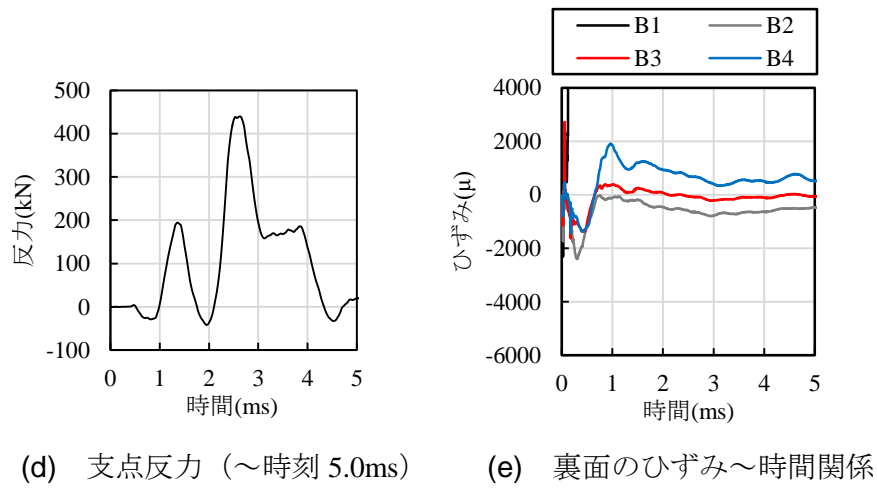 B1 B2
B3 B4
500
400
300
200
100
0
-100
反力(kN)
0 1 2 3 4 5
時間(ms)
4000
2000
0
-2000
-4000
-6000
ひずみ(μ)
0 1 2 3 4 5
時間(ms)
(d) 支点反力（～時刻 5.0ms）
(e) 裏面のひずみ～時間関係